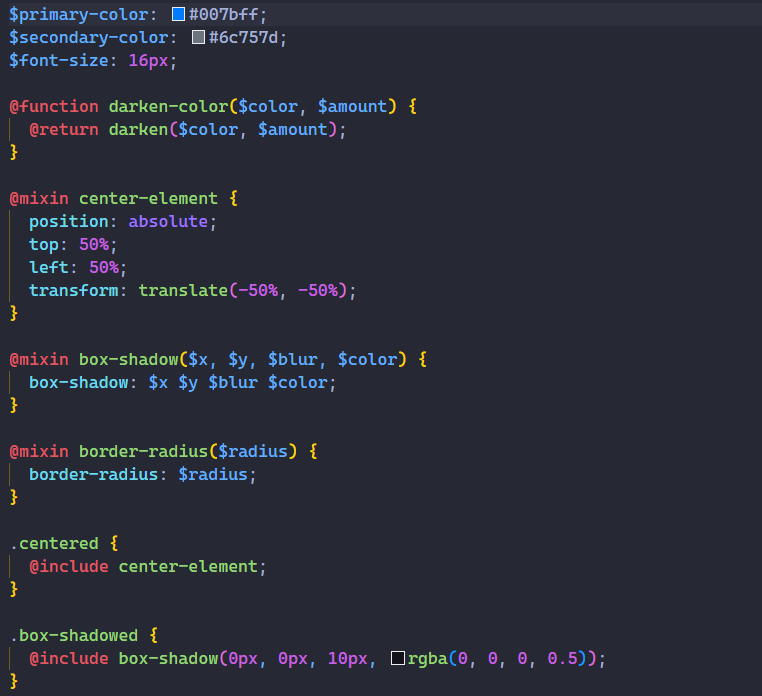 $primary-color: #007bff;
$secondary-color: #6c757d;
$font-size: 16px;

@function darken-color($color, $amount) {
  @return darken($color, $amount);
}

@mixin center-element {
  position: absolute;
  top: 50%;
  left: 50%;
  transform: translate(-50%, -50%);
}

@mixin box-shadow($x, $y, $blur, $color) {
  box-shadow: $x $y $blur $color;
}

@mixin border-radius($radius) {
  border-radius: $radius;
}

.centered {
  @include center-element;
}

.box-shadowed {
  @include box-shadow(0px, 0px, 10px, rgba(0, 0, 0, 0.5));
}